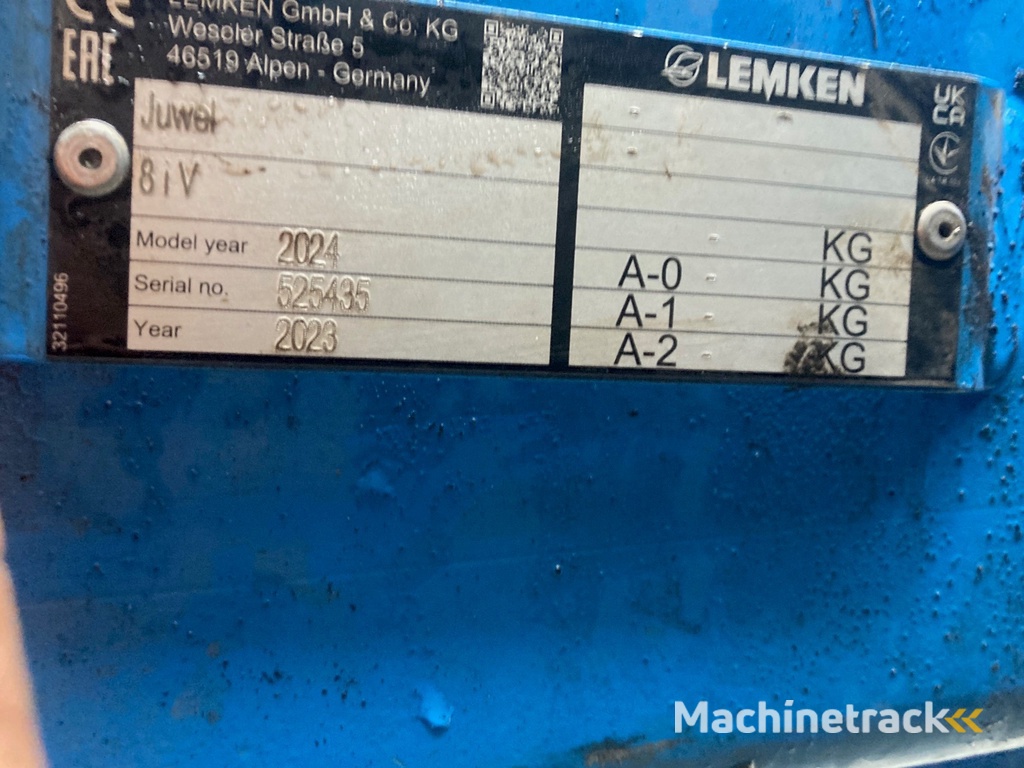 CE
LEMKEN GmbH & Co. KG
Weseler Straße 5
46519 Alpen - Germany
EAC
LEMKEN
UK
CA
Juwel
8 i V
Model year 2024
Serial no. 525435
Year 2023
32110496
KG
A-0 - KG
A-1 - KG
A-2 - KG
Machinetrack